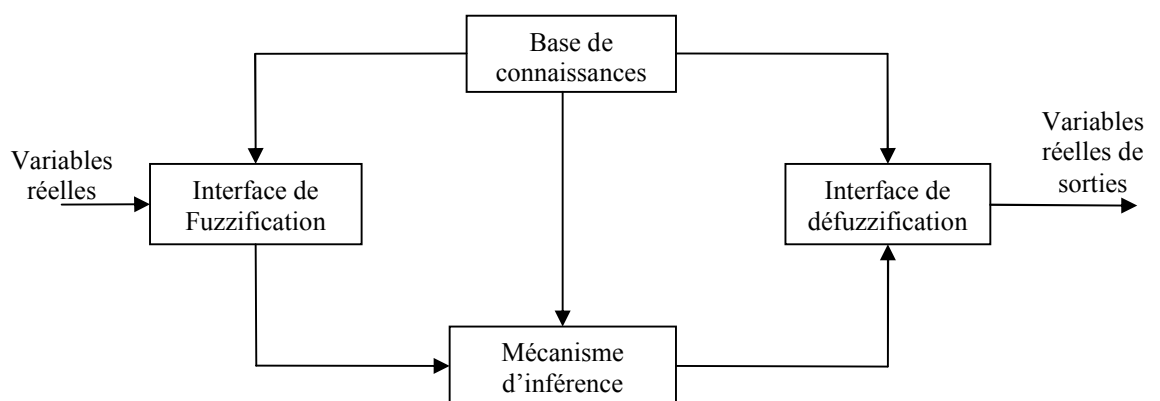 Base de
connaissances
Variables
réelles
Interface de
Fuzzification
Interface de
défuzzification
Variables
réelles de
sorties
Mécanisme
d’inférence